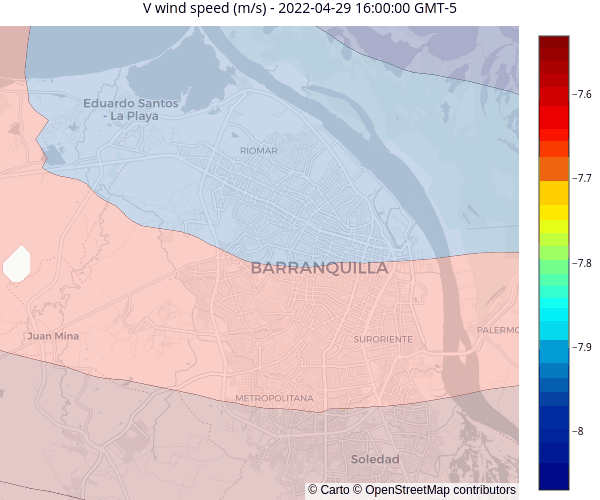 V wind speed (m/s) - 2022-04-29 16:00:00 GMT-5
Eduardo Santos
- La Playa
RIOMAR
BARRANQUILLA
Juan Mina
SURORIENTE
PALERMO
METROPOLITANA
Soledad
© Carto © OpenStreetMap contributors
−7.6
−7.7
−7.8
−7.9
−8